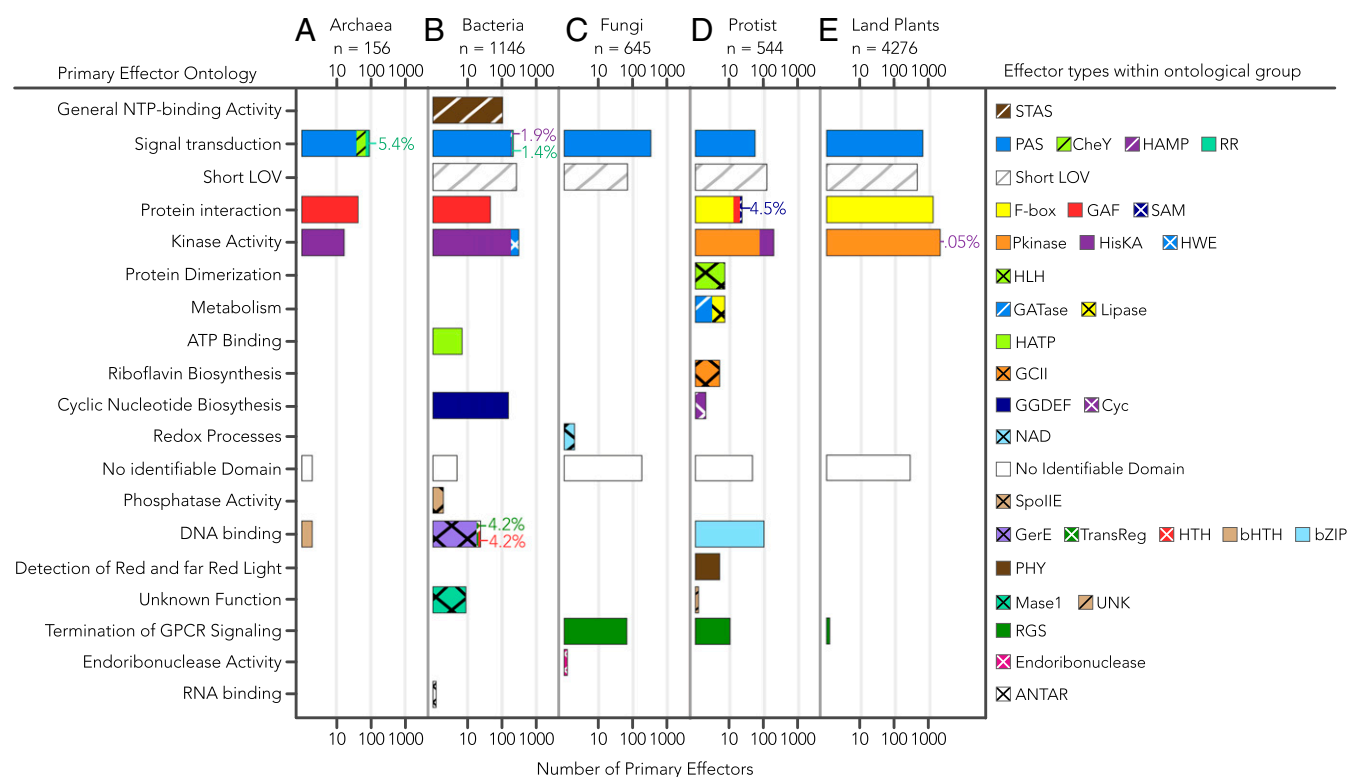 A Archaea n = 156
B Bacteria n = 1146
C Fungi n = 645
D Protist n = 544
E Land Plants n = 4276
Primary Effector Ontology
10 100 1000 10 100 1000 10 100 1000 10 100 1000 10 100 1000
Effector types within ontological group
General NTP-binding Activity STAS
Signal transduction 5.4% 1.9% 1.4% PAS CheY HAMP RR
Short LOV Short LOV
Protein interaction 4.5% F-box GAF SAM
Kinase Activity .05% Pkinase HisKA HWE
Protein Dimerization HLH
Metabolism GATase Lipase
ATP Binding HATP
Riboflavin Biosynthesis GCII
Cyclic Nucleotide Biosythesis GGDEF Cyc
Redox Processes NAD
No identifiable Domain No Identifiable Domain
Phosphatase Activity SpoIIE
DNA binding 4.2% 4.2% GerE TransReg HTH bHTH bZIP
Detection of Red and far Red Light PHY
Unknown Function Mase1 UNK
Termination of GPCR Signaling RGS
Endoribonuclease Activity Endoribonuclease
RNA binding ANTAR
10 100 1000 10 100 1000 10 100 1000 10 100 1000 10 100 1000
Number of Primary Effectors